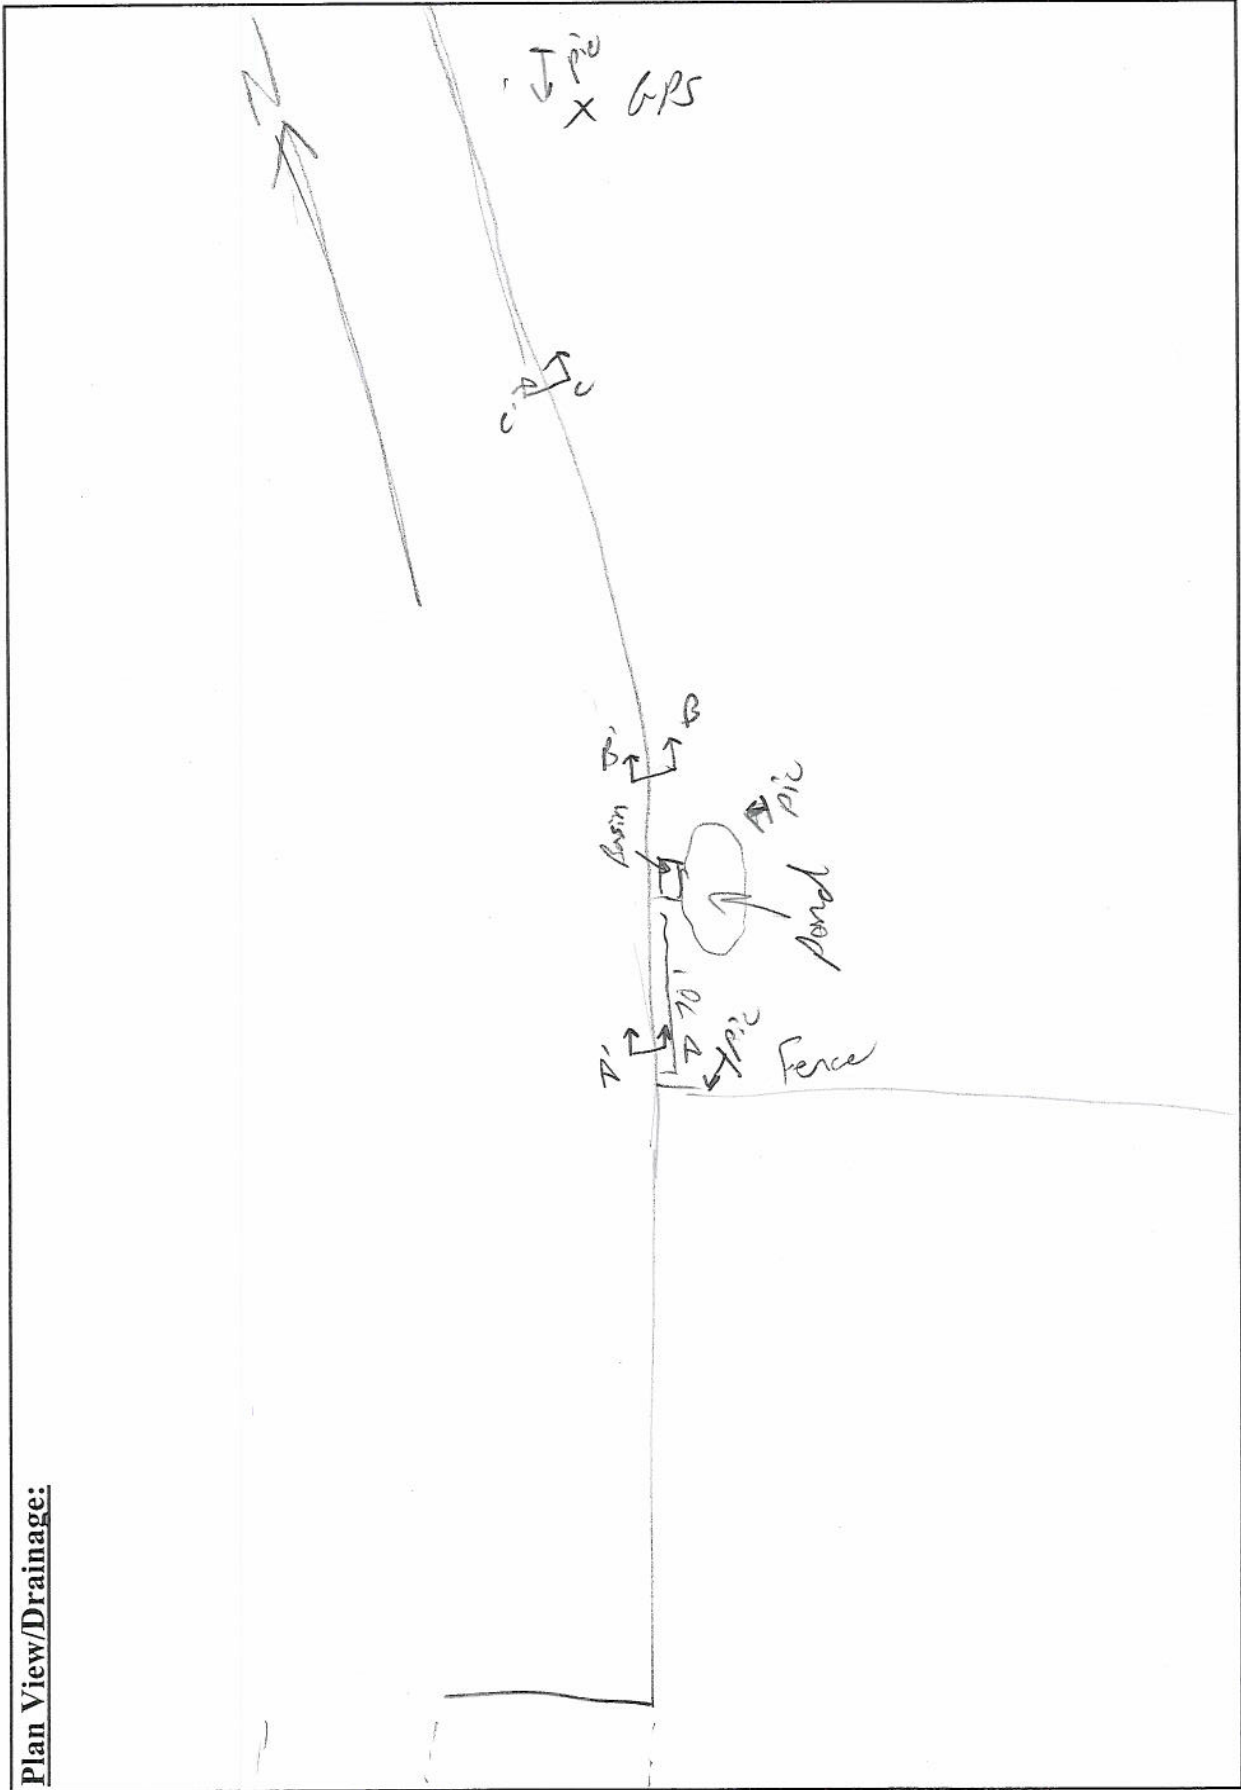 Plan View/Drainage:
N
pic
x GPS
C'
C
B'
B
Basin
pic
Pond
D'
D
70'
pic
Fence